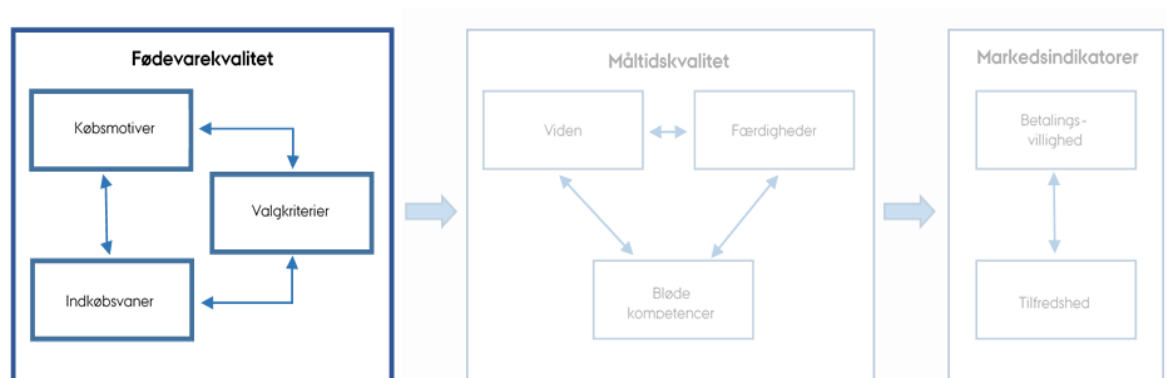 Fødevarekvalitet
Købsmotiver
Valgkriterier
Indkøbsvaner
Måltidskvalitet
Viden
Færdigheder
Bløde
kompetencer
Markedsindikatorer
Betalings-
villighed
Tilfredshed